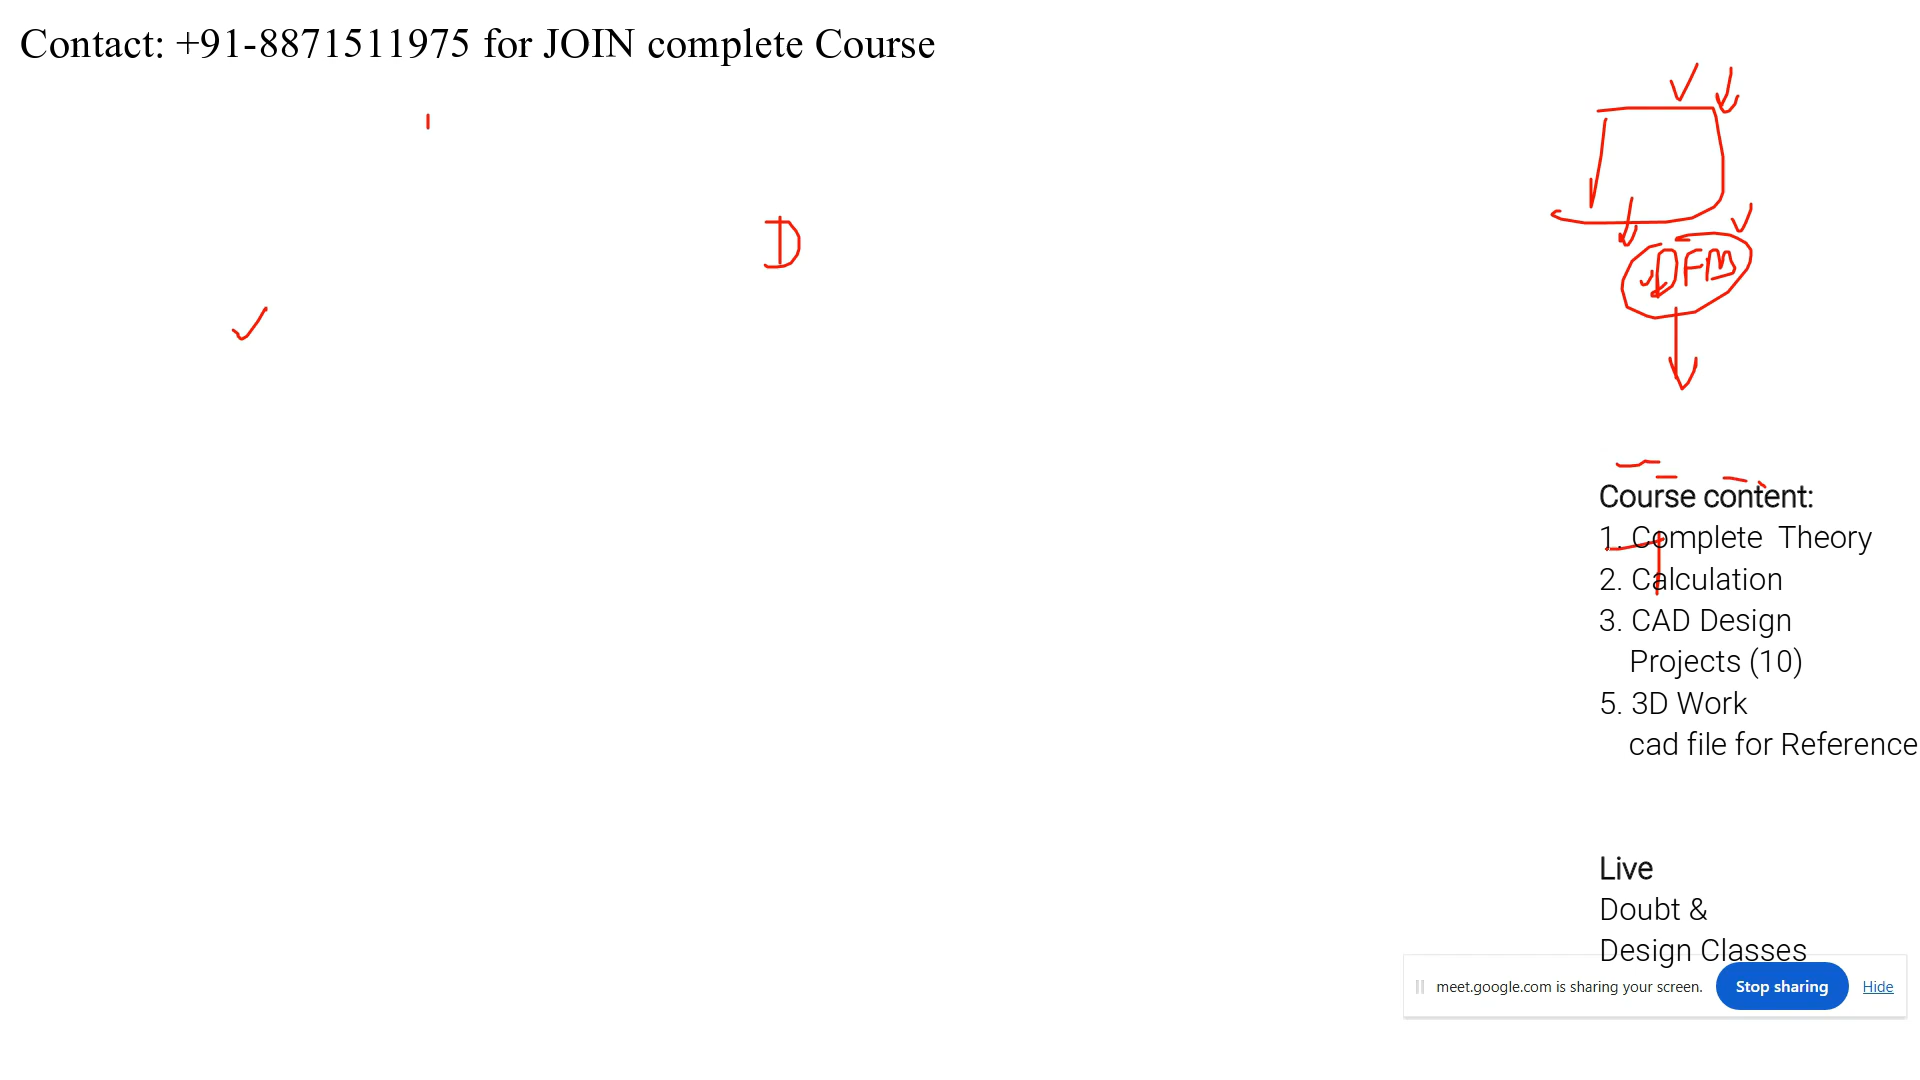 Contact: +91-8871511975 for JOIN complete Course
D
DFM
Course content:
1. Complete  Theory
2. Calculation
3. CAD Design
Projects (10)
5. 3D Work
cad file for Reference
Live
Doubt &
Design Classes
meet.google.com is sharing your screen.
Stop sharing
Hide